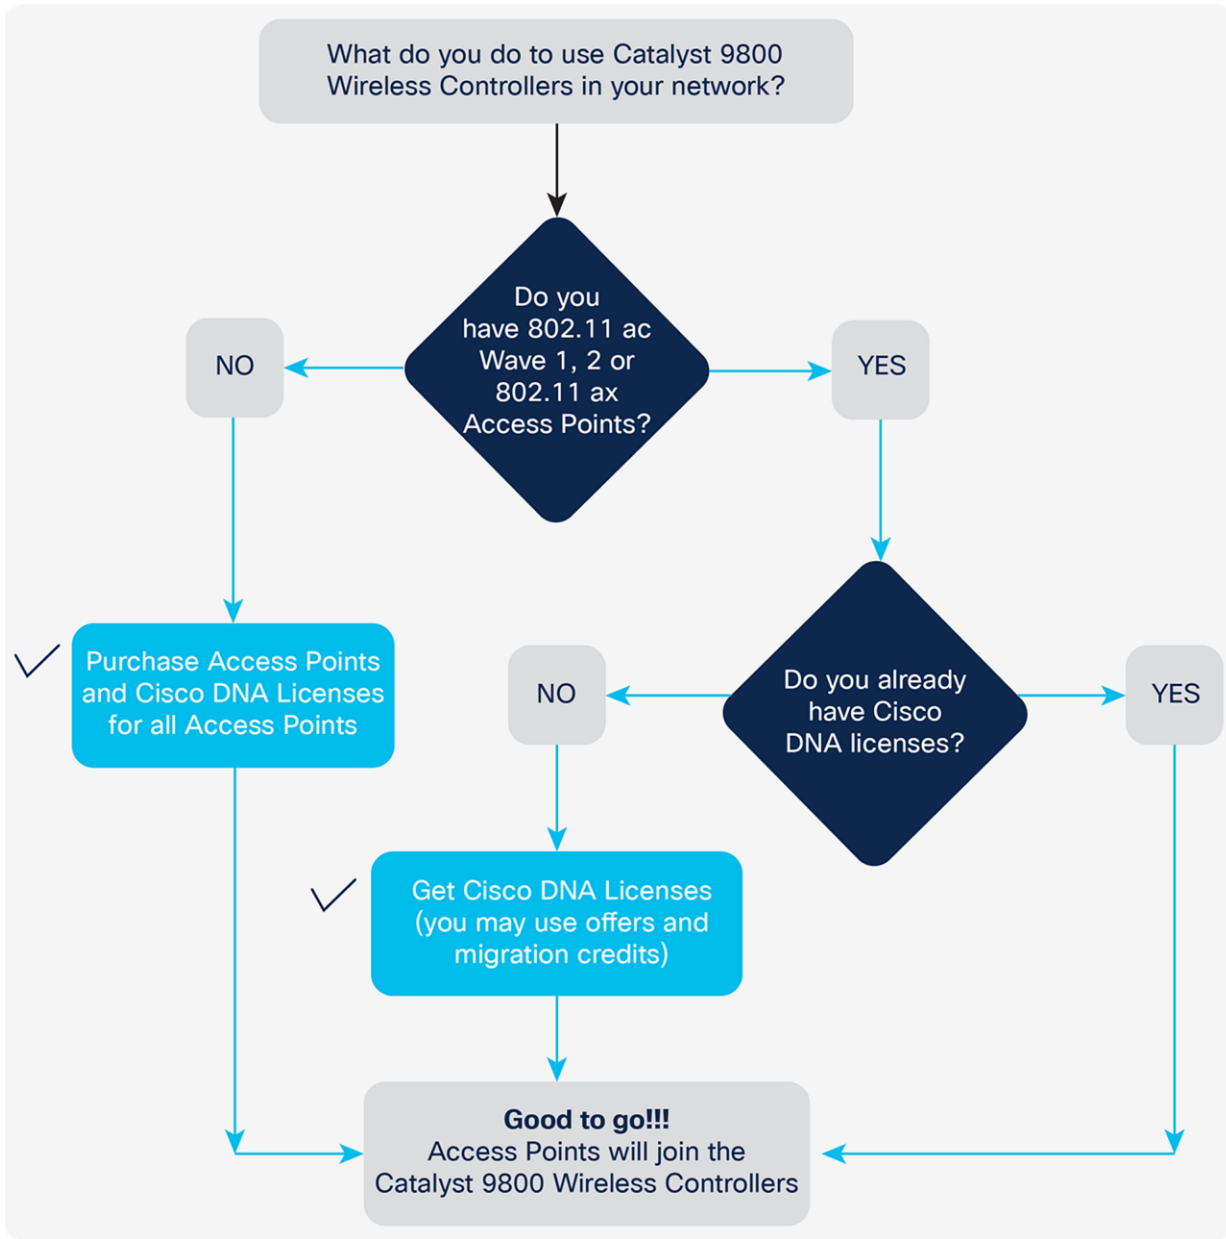 What do you do to use Catalyst 9800
Wireless Controllers in your network?
Do you
have 802.11 ac
Wave 1, 2 or
802.11 ax
Access Points?
NO
YES
Purchase Access Points
and Cisco DNA Licenses
for all Access Points
Do you already
have Cisco
DNA licenses?
NO
YES
Get Cisco DNA Licenses
(you may use offers and
migration credits)
Good to go!!!
Access Points will join the
Catalyst 9800 Wireless Controllers